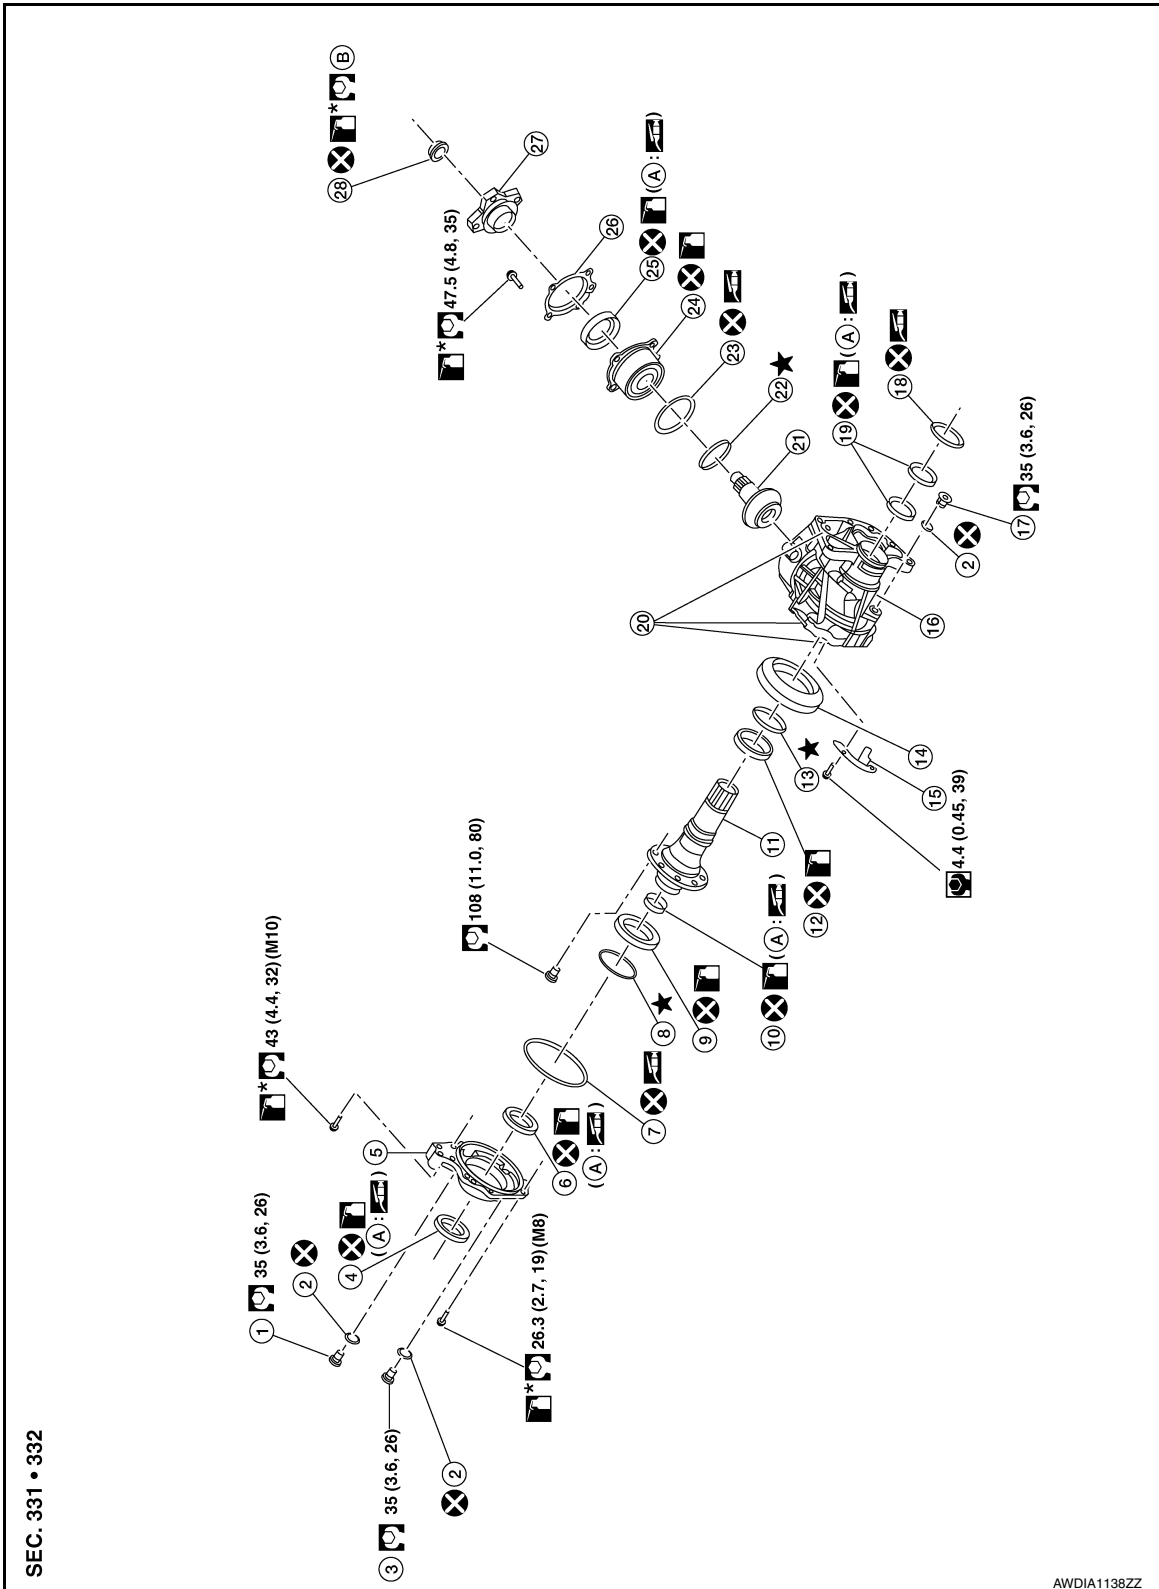 SEC. 331 • 332
1
35 (3.6, 26)
2
3
35 (3.6, 26)
2
4
(A : )
5
* 43 (4.4, 32) (M10)
* 26.3 (2.7, 19) (M8)
6
(A : )
7
8 ★
9
10
(A : )
108 (11.0, 80)
11
12
13 ★
14
15
4.4 (0.45, 39)
16
17
35 (3.6, 26)
2
18
19
(A : )
20
21
22 ★
23
24
25
(A : )
26
* 47.5 (4.8, 35)
27
28
* B
AWDIA1138ZZ